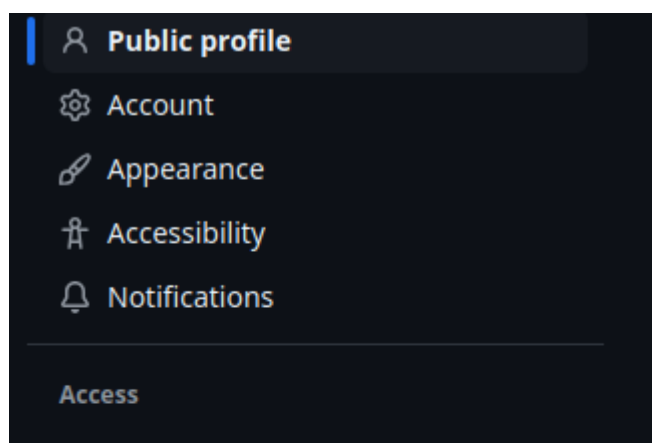 Public profile
Account
Appearance
Accessibility
Notifications
Access